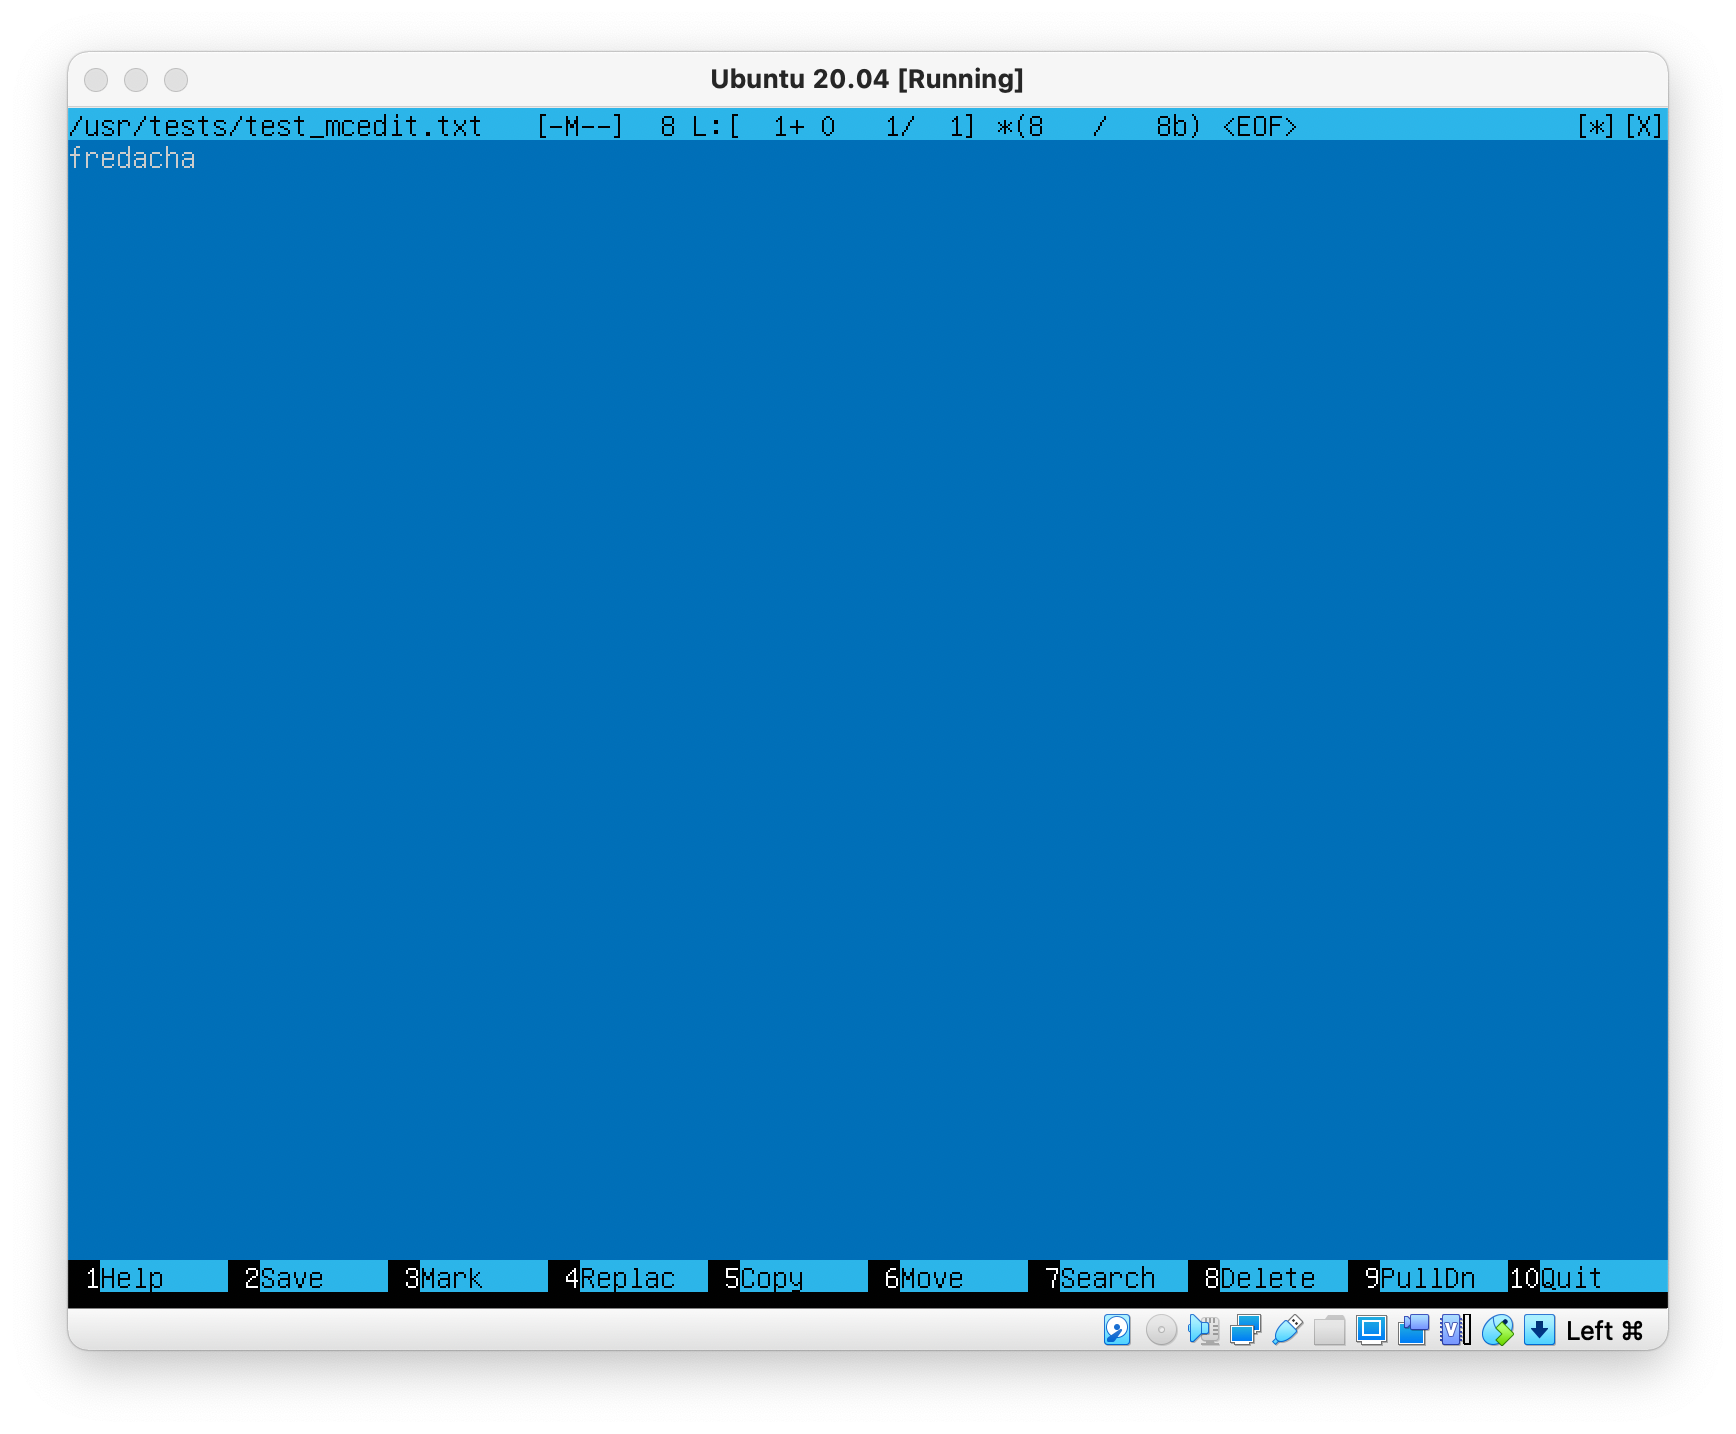 Ubuntu 20.04 [Running]
/usr/tests/test_mcedit.txt   [-M--]  8 L:[  1+ 0   1/  1] *(8   /   8b) <EOF>                  [*][X]
fredacha
1Help   2Save   3Mark   4Replac   5Copy   6Move   7Search   8Delete   9PullDn   10Quit
Left ⌘